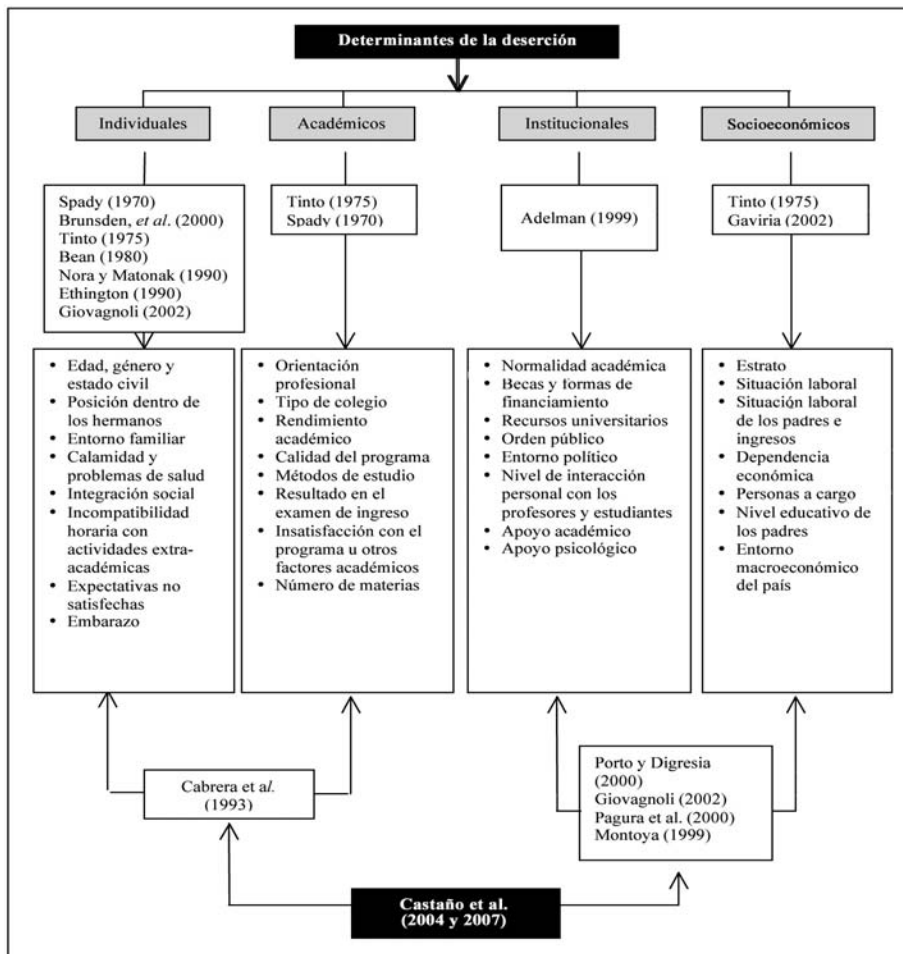 Determinantes de la deserción
Individuales
Académicos
Institucionales
Socioeconómicos
Spady (1970)
Brunsden, et al. (2000)
Tinto (1975)
Bean (1980)
Nora y Matonak (1990)
Ethington (1990)
Giovagnoli (2002)
Tinto (1975)
Spady (1970)
Adelman (1999)
Tinto (1975)
Gaviria (2002)
• Edad, género y
estado civil
• Posición dentro de
los hermanos
• Entorno familiar
• Calamidad y
problemas de salud
• Integración social
• Incompatibilidad
horaria con
actividades extra-
académicas
• Expectativas no
satisfechas
• Embarazo
• Orientación
profesional
• Tipo de colegio
• Rendimiento
académico
• Calidad del programa
• Métodos de estudio
• Resultado en el
examen de ingreso
• Insatisfacción con el
programa u otros
factores académicos
• Número de materias
• Normalidad académica
• Becas y formas de
financiamiento
• Recursos universitarios
• Orden público
• Entorno político
• Nivel de interacción
personal con los
profesores y estudiantes
• Apoyo académico
• Apoyo psicológico
• Estrato
• Situación laboral
• Situación laboral
de los padres e
ingresos
• Dependencia
económica
• Personas a cargo
• Nivel educativo de
los padres
• Entorno
macroeconómico
del país
Cabrera et al.
(1993)
Porto y Digresia
(2000)
Giovagnoli (2002)
Pagura et al. (2000)
Montoya (1999)
Castaño et al.
(2004 y 2007)